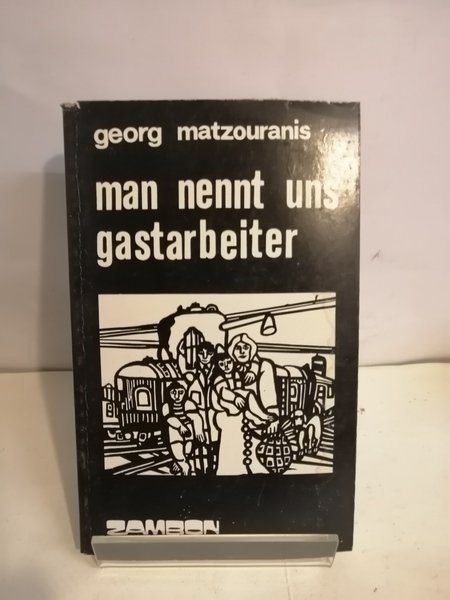 georg matzouranis
man nennt uns
gastarbeiter
ZAMBON